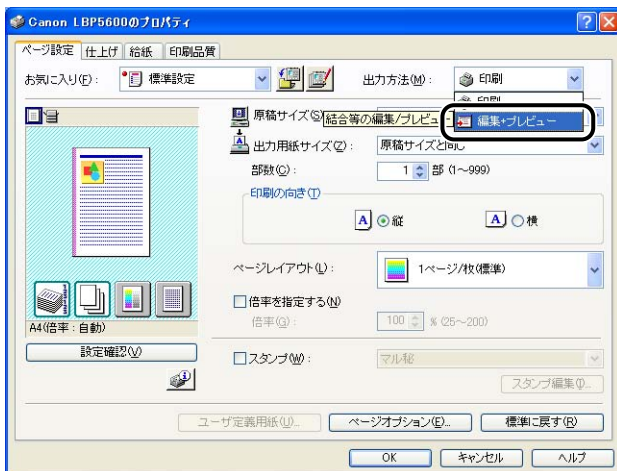 Canon LBP5600のプロパティ
ページ設定 仕上げ 給紙 印刷品質
お気に入り(F): 標準設定 出力方法(M): 印刷
印刷
編集+プレビュー
原稿サイズ(S)
結合等の編集/プレビュ
出力用紙サイズ(Z): 原稿サイズと同じ
部数(C): 1 部 (1~999)
印刷の向き(T)
A 縦 A 横
ページレイアウト(L): 1ページ/枚(標準)
倍率を指定する(N)
倍率(G): 100 % (25~200)
A4(倍率:自動)
設定確認(V)
スタンプ(W): マル秘
スタンプ編集(I)...
ユーザ定義用紙(U)... ページオプション(E)... 標準に戻す(R)
OK キャンセル ヘルプ